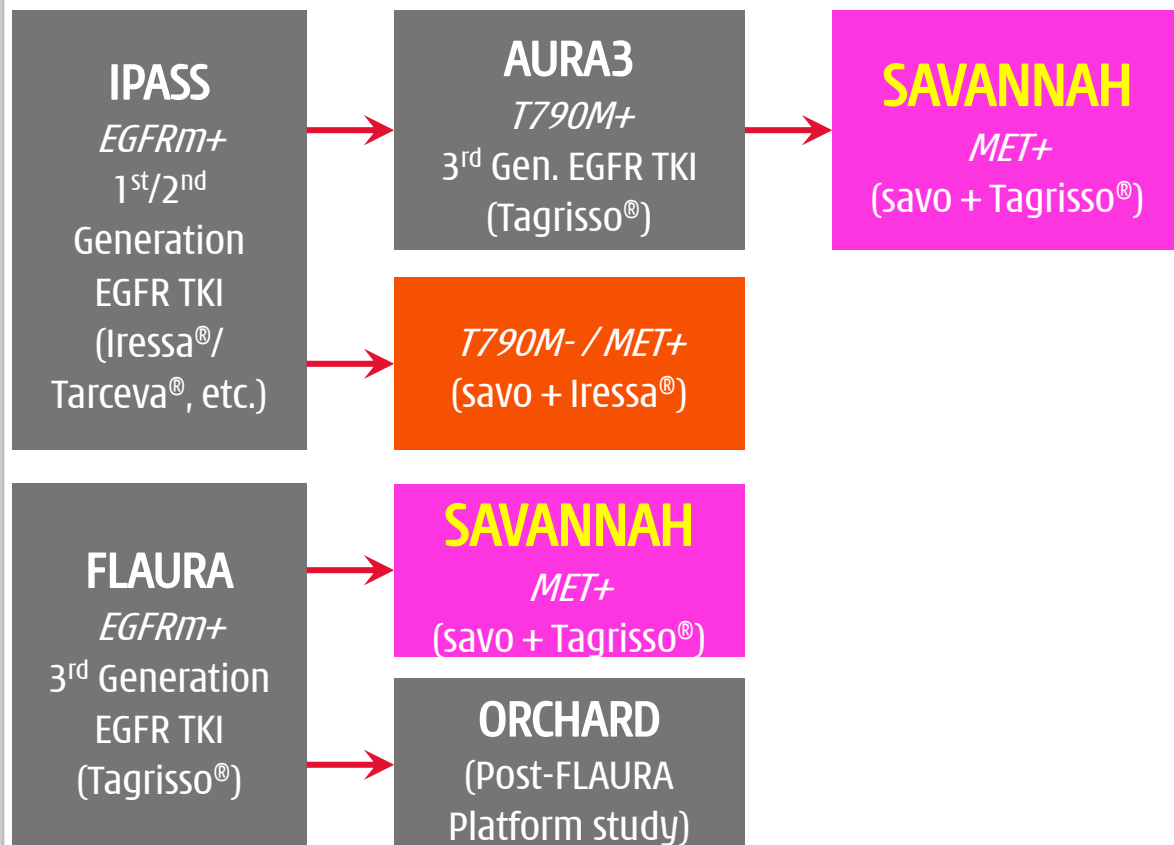 IPASS
EGFRm+
1st/2nd
Generation
EGFR TKI
(Iressa®/
Tarceva®, etc.)
AURA3
T790M+
3rd Gen. EGFR TKI
(Tagrisso®)
SAVANNAH
MET+
(savo + Tagrisso®)
T790M- / MET+
(savo + Iressa®)
FLAURA
EGFRm+
3rd Generation
EGFR TKI
(Tagrisso®)
SAVANNAH
MET+
(savo + Tagrisso®)
ORCHARD
(Post-FLAURA
Platform study)